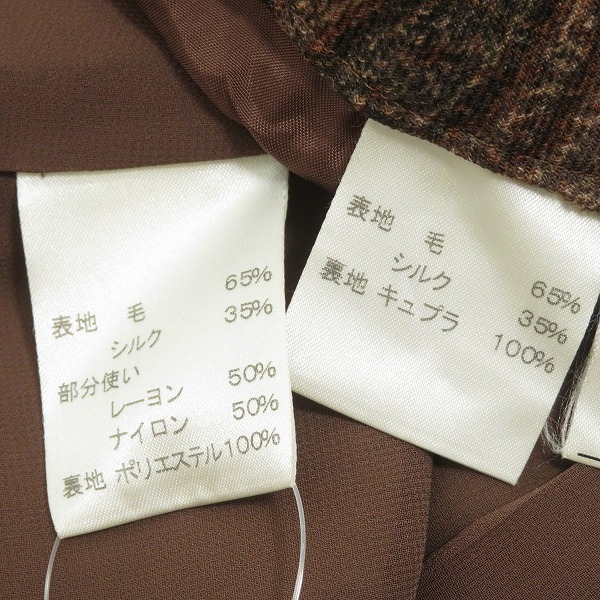 表地 毛 65%
シルク 35%
部分使い
レーヨン 50%
ナイロン 50%
裏地 ポリエステル100%
表地 毛 65%
シルク 35%
裏地 キュプラ 100%